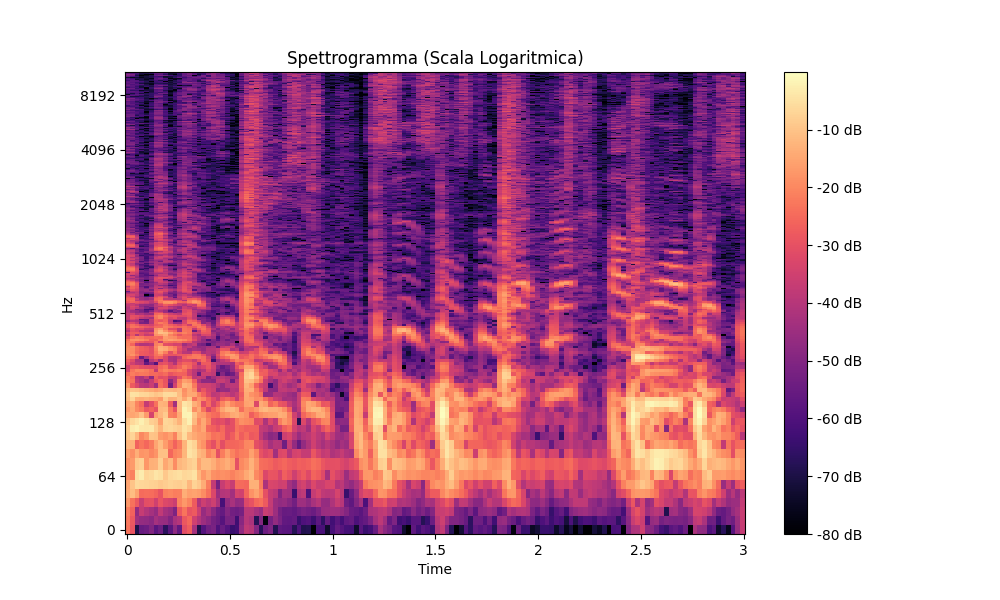 Spettrogramma (Scala Logaritmica)
Hz
8192
4096
2048
1024
512
256
128
64
0
0 0.5 1 1.5 2 2.5 3
Time
-10 dB
-20 dB
-30 dB
-40 dB
-50 dB
-60 dB
-70 dB
-80 dB